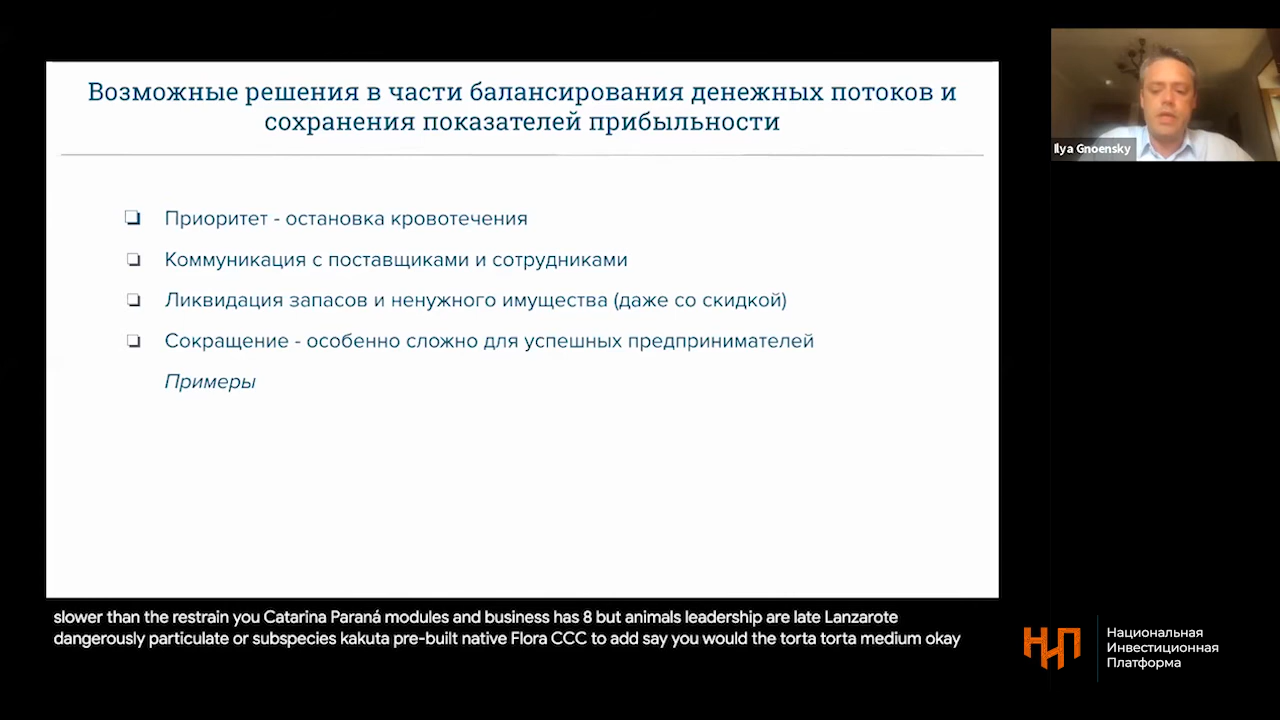 Возможные решения в части балансирования денежных потоков и
сохранения показателей прибыльности
Приоритет - остановка кровотечения
Коммуникация с поставщиками и сотрудниками
Ликвидация запасов и ненужного имущества (даже со скидкой)
Сокращение - особенно сложно для успешных предпринимателей
Примеры
Ilya Gnoensky
slower than the restrain you Catarina Paraná modules and business has 8 but animals leadership are late Lanzarote
dangerously particulate or subspecies kakuta pre-built native Flora CCC to add say you would the torta torta medium okay
НИП
Национальная
Инвестиционная
Платформа